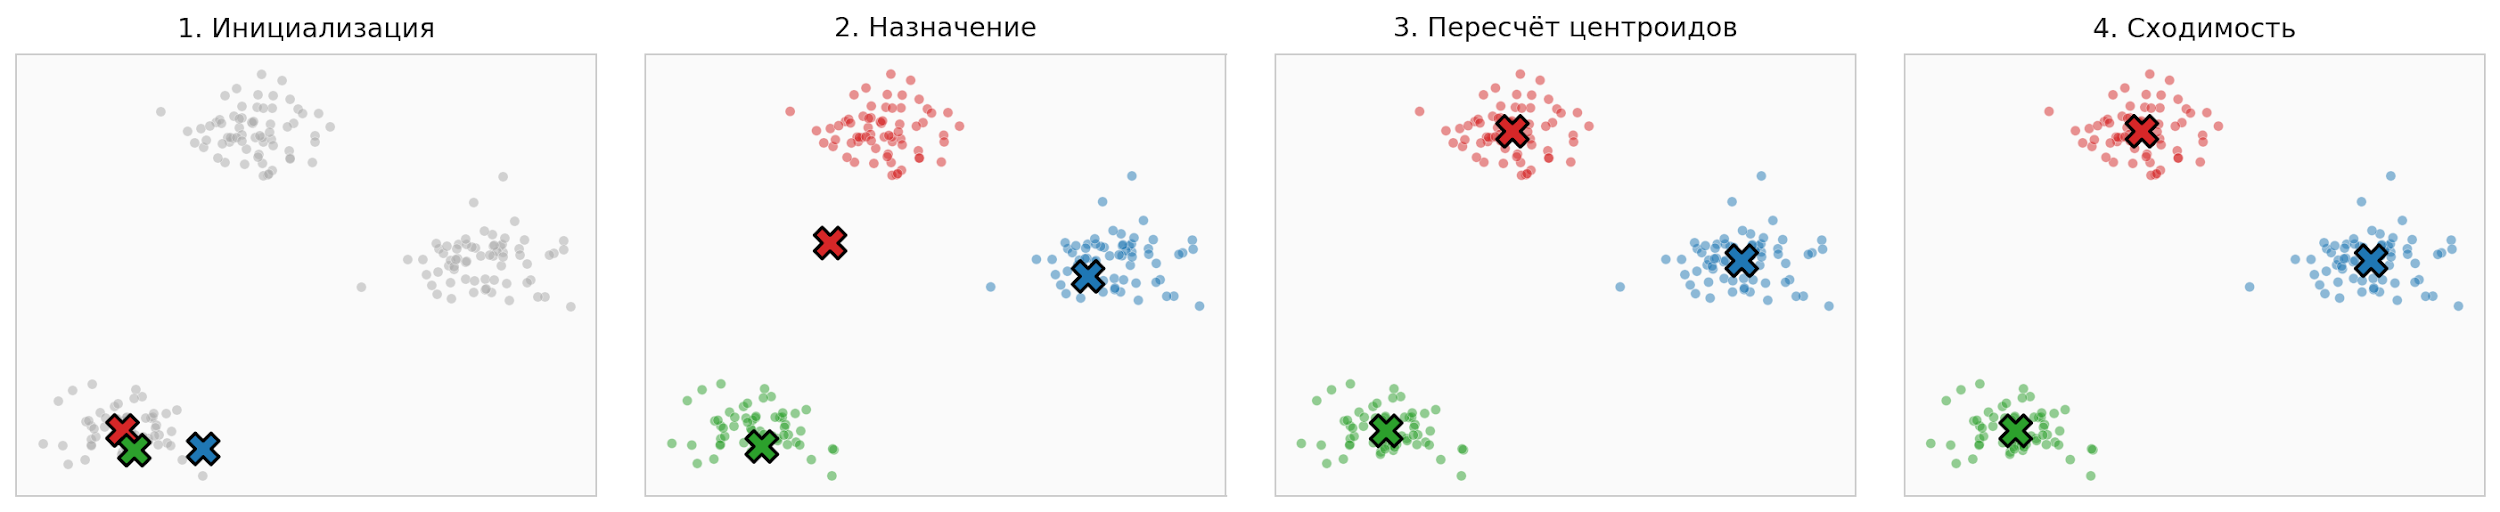 1. Инициализация
2. Назначение
3. Пересчёт центроидов
4. Сходимость